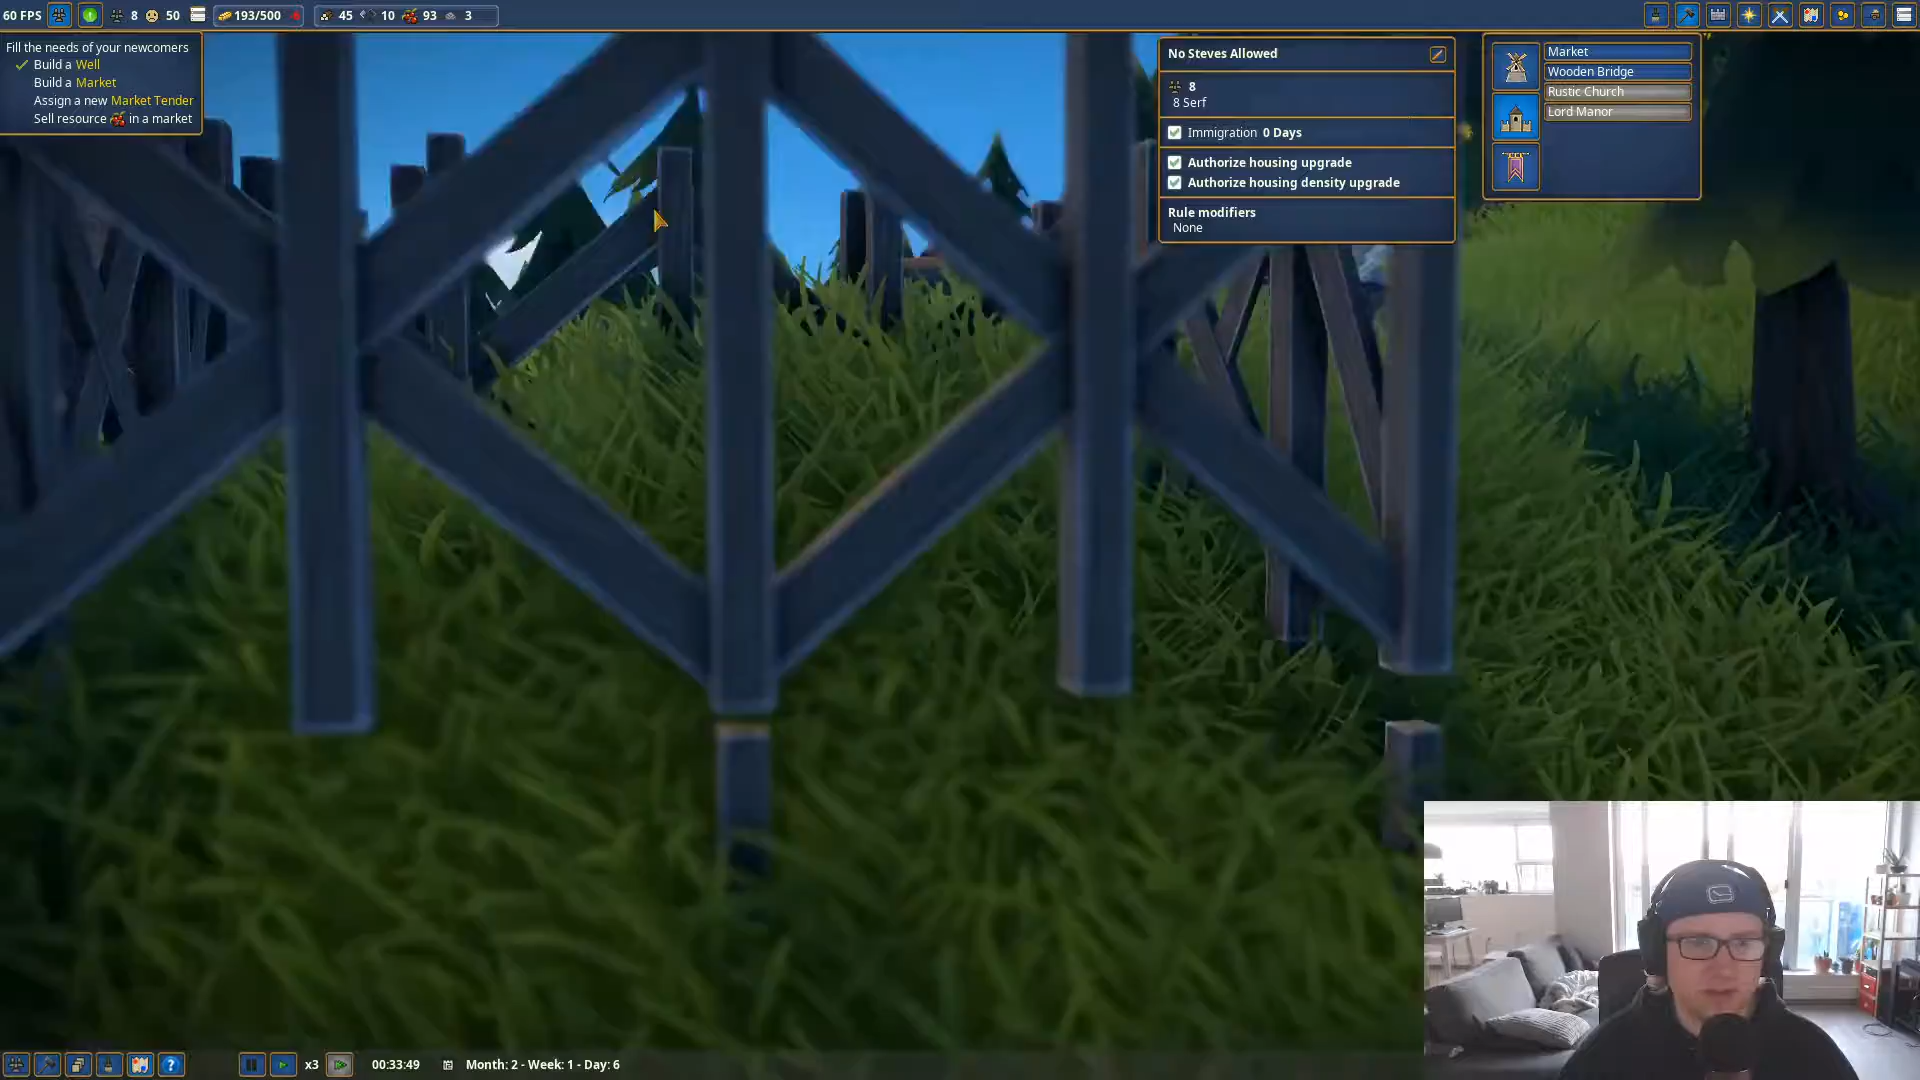 60 FPS
8
50
193/500
45
10
93
3
Fill the needs of your newcomers
Build a Well
Build a Market
Assign a new Market Tender
Sell resource in a market
No Steves Allowed
8
8 Serf
Immigration 0 Days
Authorize housing upgrade
Authorize housing density upgrade
Rule modifiers
None
Market
Wooden Bridge
Rustic Church
Lord Manor
?
x3
00:33:49
Month: 2 - Week: 1 - Day: 6